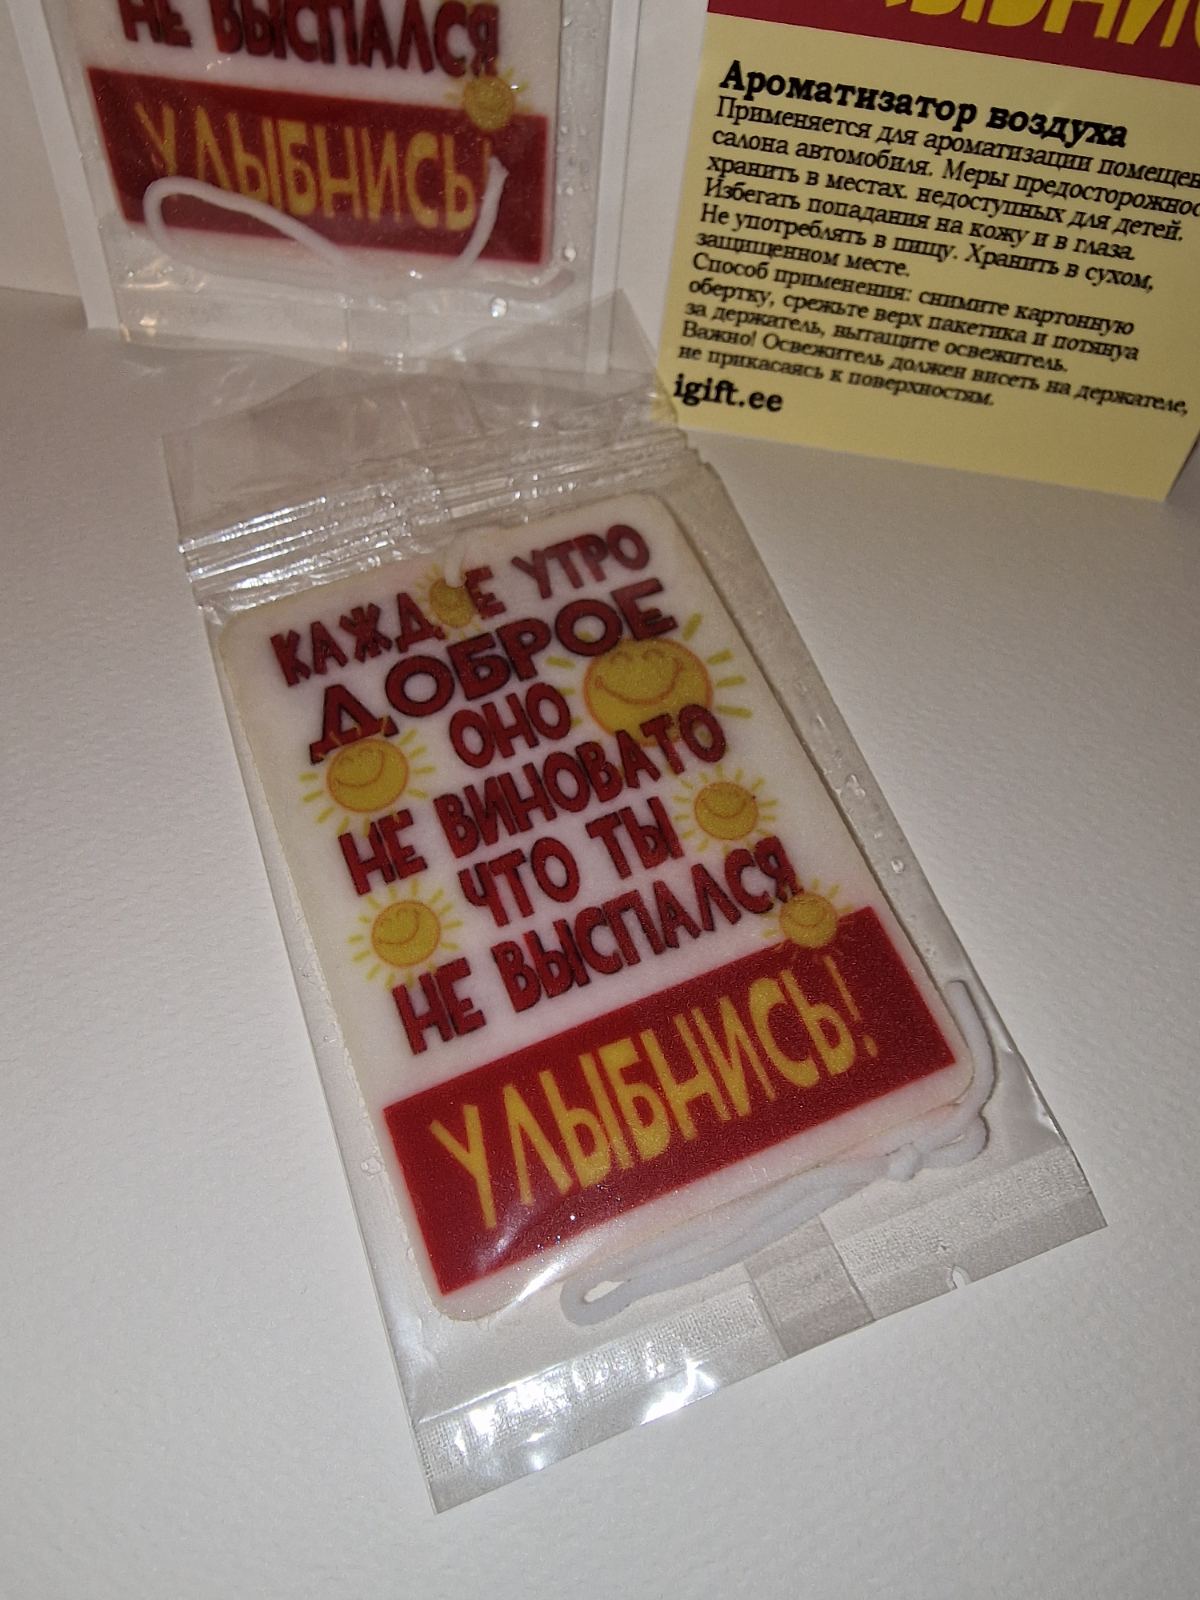 НЕ ВЫСПАЛСЯ
УЛЫБНИСЬ!
Ароматизатор воздуха
Применяется для ароматизации
салона автомобиля. Меры
хранить в местах. недоступных для детей.
Избегать попадания на кожу и в глаза.
Не употреблять в пищу. Хранить в сухом,
защищенном месте.
Способ применения: снимите картонную
обертку, срежьте верх пакетика и потянув
за держатель, вытащите освежитель.
Важно! Освежитель должен висеть на держателе,
не прикасаясь к поверхностям.
igift.ee
КАЖДОЕ УТРО
ДОБРОЕ
ОНО
НЕ ВИНОВАТО
ЧТО ТЫ
НЕ ВЫСПАЛСЯ
УЛЫБНИСЬ!